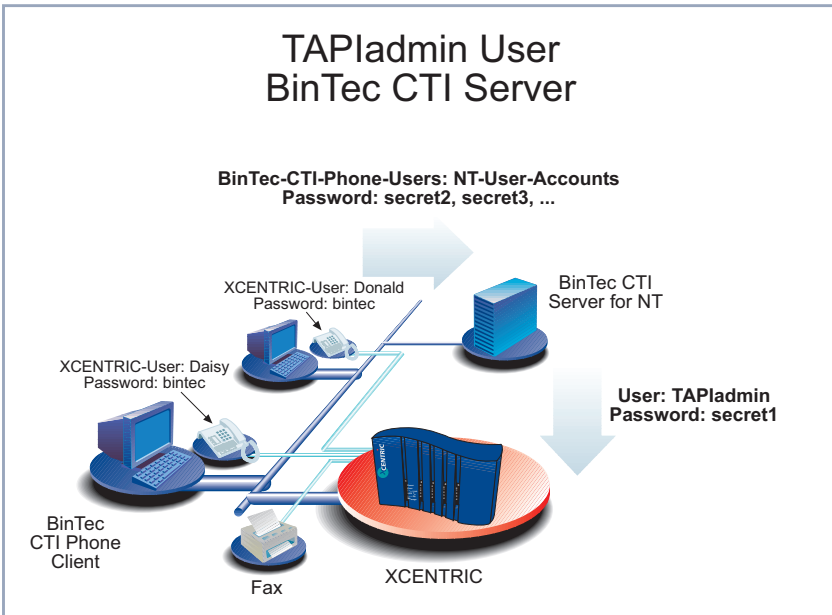 TAPIadmin User
BinTec CTI Server
BinTec-CTI-Phone-Users: NT-User-Accounts
Password: secret2, secret3, ...
XCENTRIC-User: Donald
Password: bintec
BinTec CTI
Server for NT
XCENTRIC-User: Daisy
Password: bintec
User: TAPIadmin
Password: secret1
XCENTRIC
BinTec
CTI Phone
Client
Fax
XCENTRIC